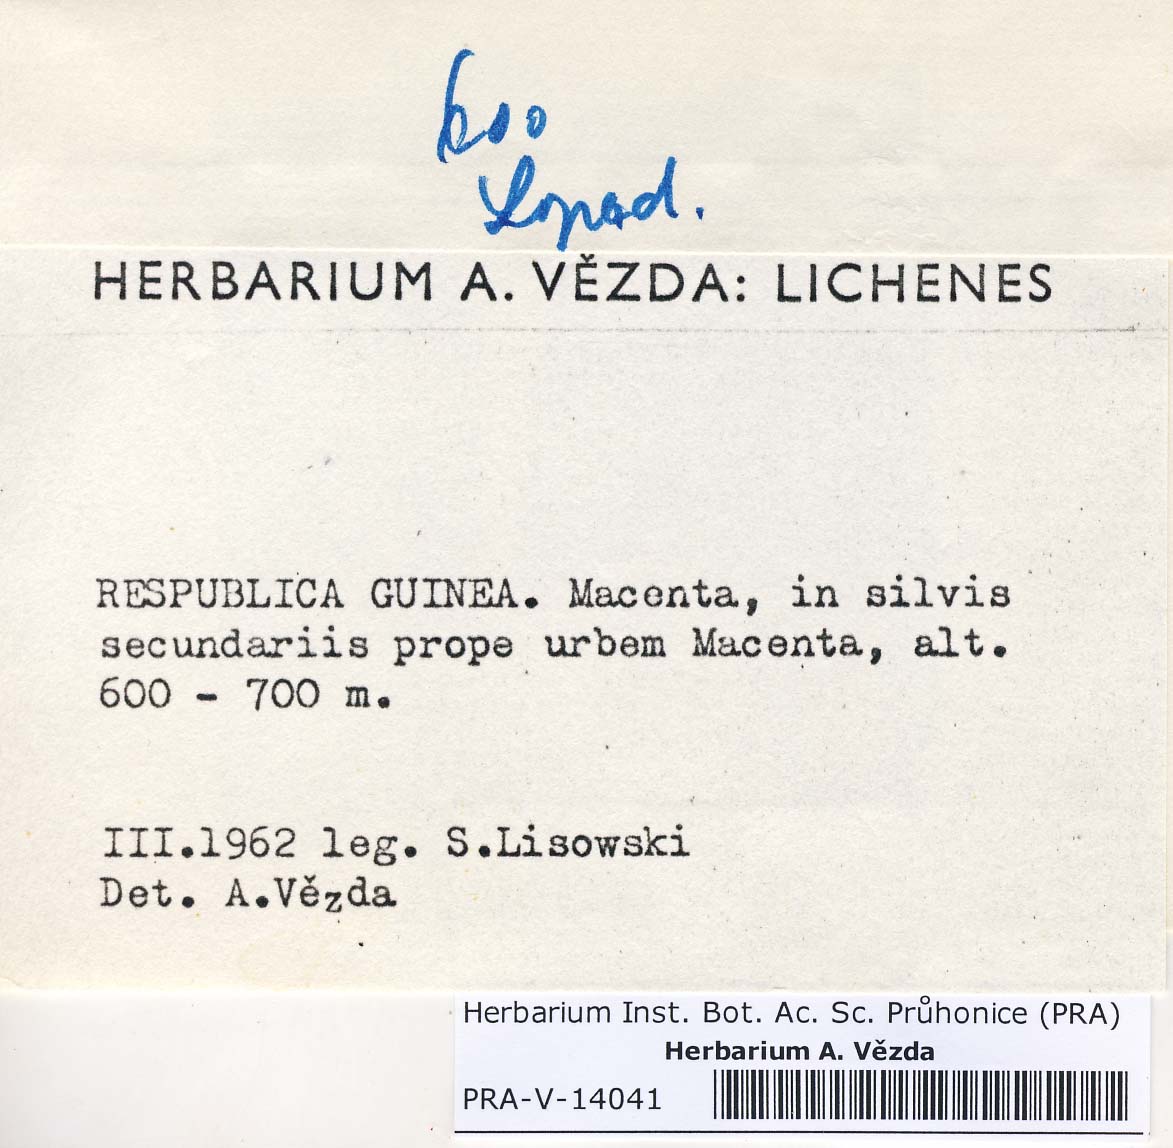 600
Lopad.
HERBARIUM A. VĚZDA: LICHENES
RESPUBLICA GUINEA. Macenta, in silvis
secundariis prope urbem Macenta, alt.
600 - 700 m.
III.1962 leg. S.Lisowski
Det. A.Vězda
Herbarium Inst. Bot. Ac. Sc. Průhonice (PRA)
Herbarium A. Vězda
PRA-V-14041